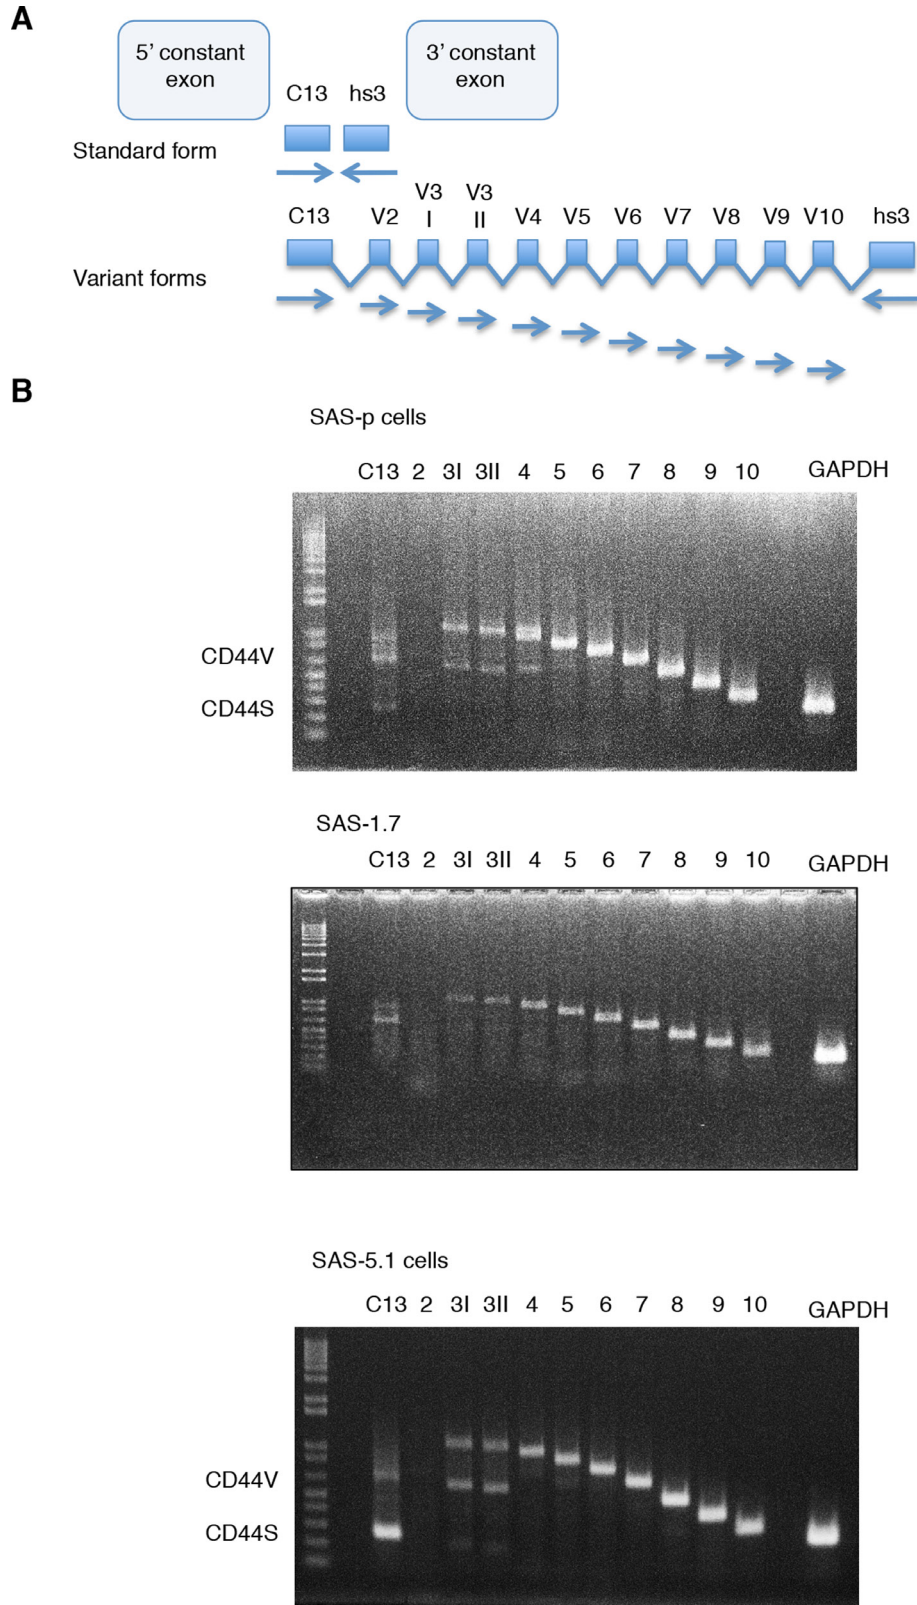 A
5’ constant
exon
3’ constant
exon
C13 hs3
Standard form
V3 V3
C13 V2 I II V4 V5 V6 V7 V8 V9 V10 hs3
Variant forms
B
SAS-p cells
C13 2 3I 3II 4 5 6 7 8 9 10 GAPDH
CD44V
CD44S
SAS-1.7
C13 2 3I 3II 4 5 6 7 8 9 10 GAPDH
SAS-5.1 cells
C13 2 3I 3II 4 5 6 7 8 9 10 GAPDH
CD44V
CD44S